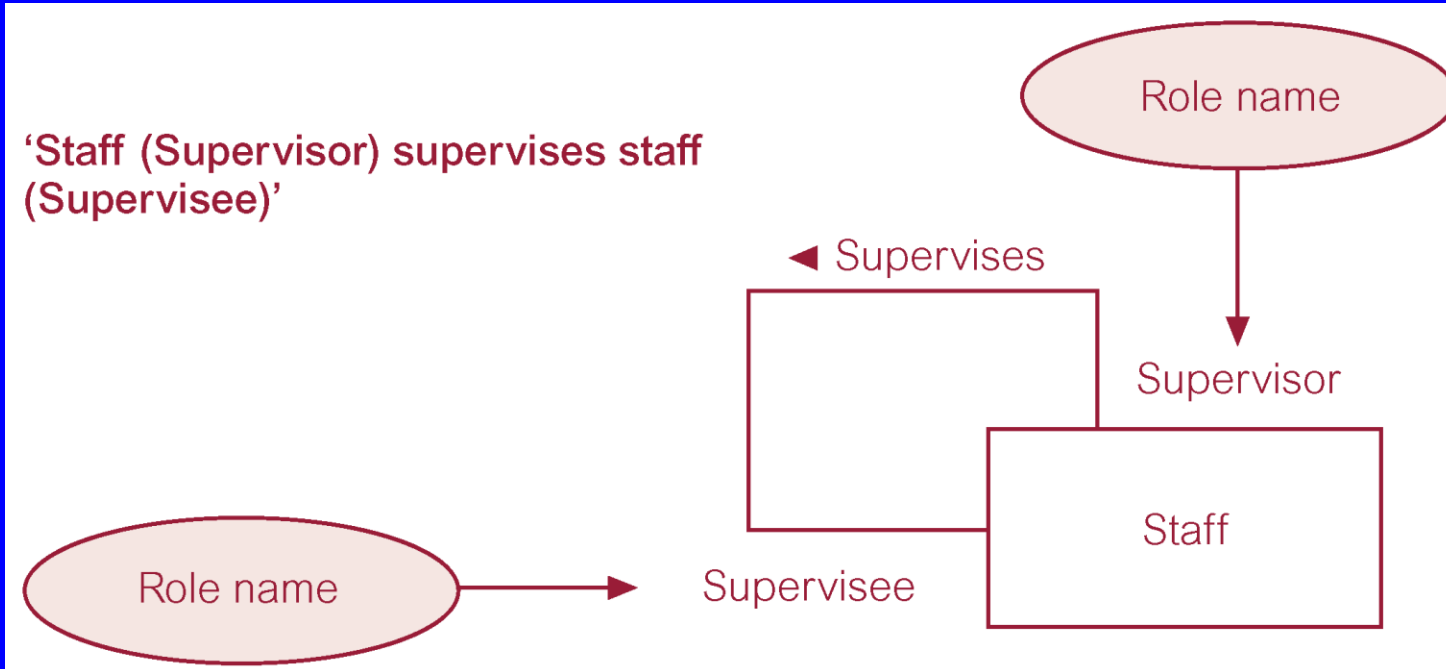 Role name
‘Staff (Supervisor) supervises staff
(Supervisee)’
◄ Supervises
Supervisor
Staff
Role name
Supervisee